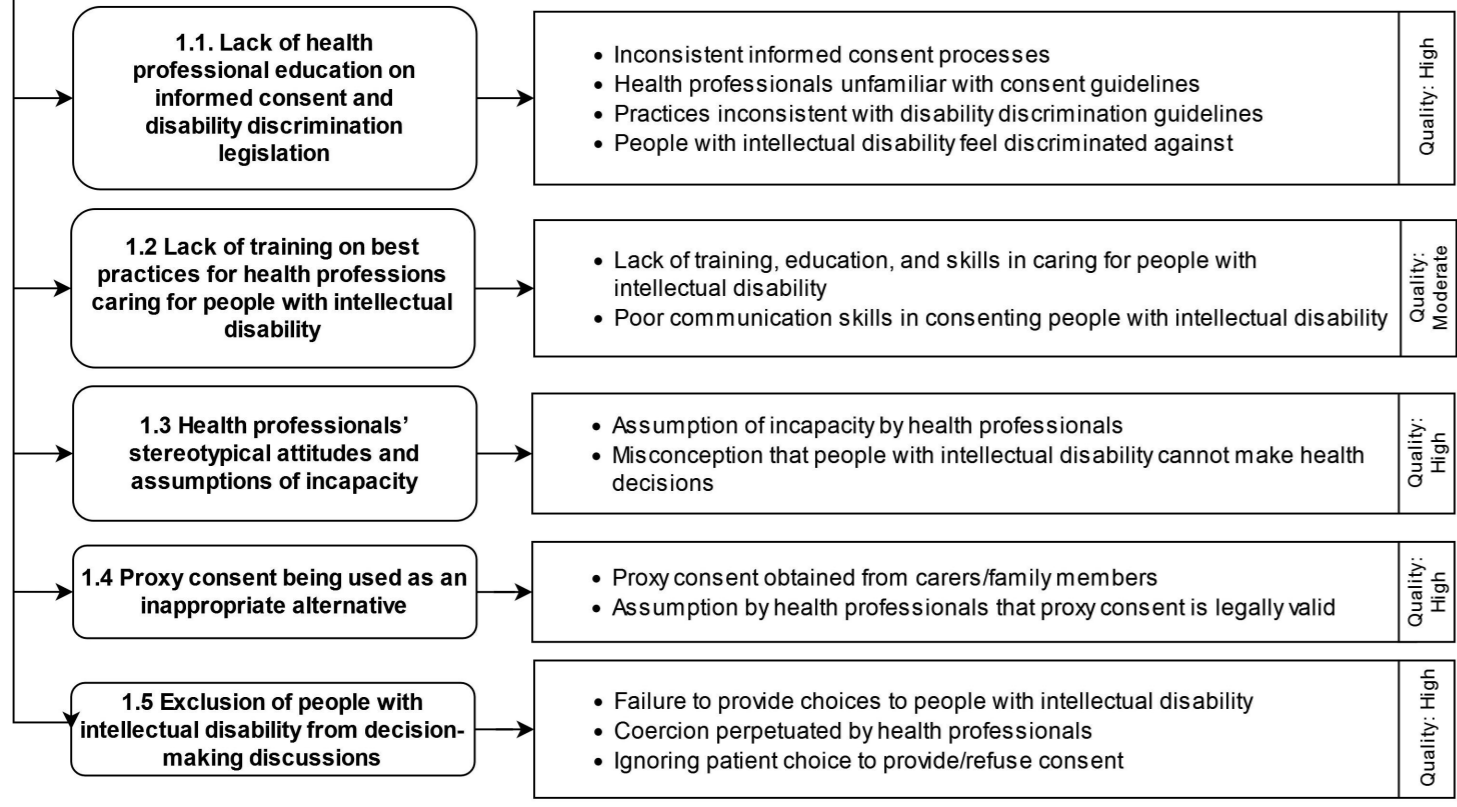 1.1. Lack of health
professional education on
informed consent and
disability discrimination
legislation
• Inconsistent informed consent processes
• Health professionals unfamiliar with consent guidelines
• Practices inconsistent with disability discrimination guidelines
• People with intellectual disability feel discriminated against
Quality: High
1.2 Lack of training on best
practices for health professions
caring for people with intellectual
disability
• Lack of training, education, and skills in caring for people with
intellectual disability
• Poor communication skills in consenting people with intellectual disability
Quality:
Moderate
1.3 Health professionals’
stereotypical attitudes and
assumptions of incapacity
• Assumption of incapacity by health professionals
• Misconception that people with intellectual disability cannot make health
decisions
Quality:
High
1.4 Proxy consent being used as an
inappropriate alternative
• Proxy consent obtained from carers/family members
• Assumption by health professionals that proxy consent is legally valid
Quality:
High
1.5 Exclusion of people with
intellectual disability from decision-
making discussions
• Failure to provide choices to people with intellectual disability
• Coercion perpetuated by health professionals
• Ignoring patient choice to provide/refuse consent
Quality: High